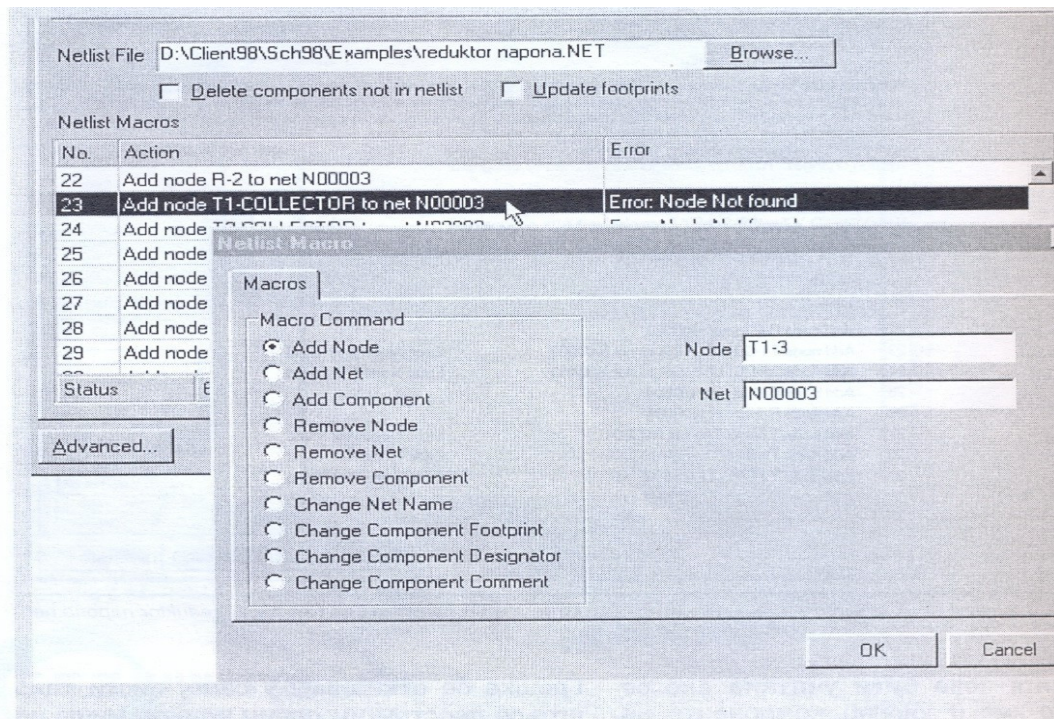 Netlist File D:\Client98\Sch98\Examples\reduktor napona.NET Browse...
Delete components not in netlist Update footprints
Netlist Macros
No. Action Error
22 Add node R-2 to net N00003
23 Add node T1-COLLECTOR to net N00003 Error: Node Not found
24 Add node
25 Add node
26 Add node
27 Add node
28 Add node
29 Add node
Status
Advanced...
Netlist Macro
Macros
Macro Command
Add Node
Add Net
Add Component
Remove Node
Remove Net
Remove Component
Change Net Name
Change Component Footprint
Change Component Designator
Change Component Comment
Node T1-3
Net N00003
OK Cancel